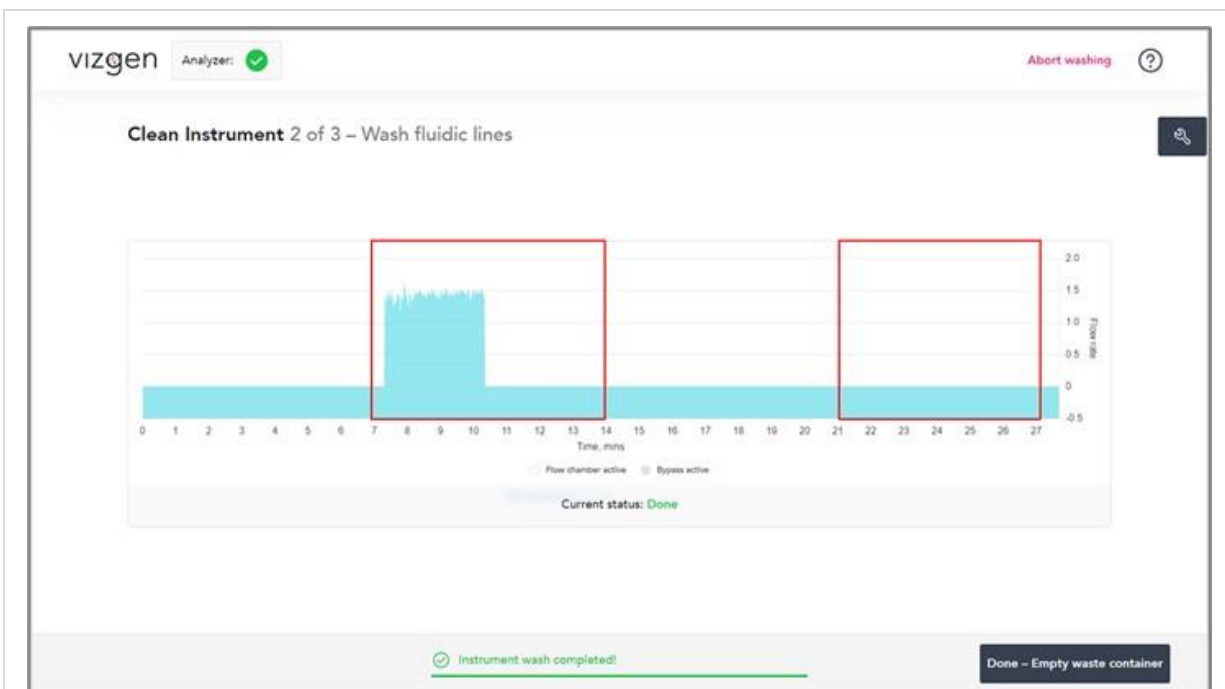 vizgen Analyzer: Abort washing ?
Clean Instrument 2 of 3 – Wash fluidic lines
2.0
1.5
1.0
0.5
0
-0.5
Flow rate
0 1 2 3 4 5 6 7 8 9 10 11 12 13 14 15 16 17 18 19 20 21 22 23 24 25 26 27
Time, mins
Flow chamber active Bypass active
Current status: Done
Instrument wash completed!
Done – Empty waste container